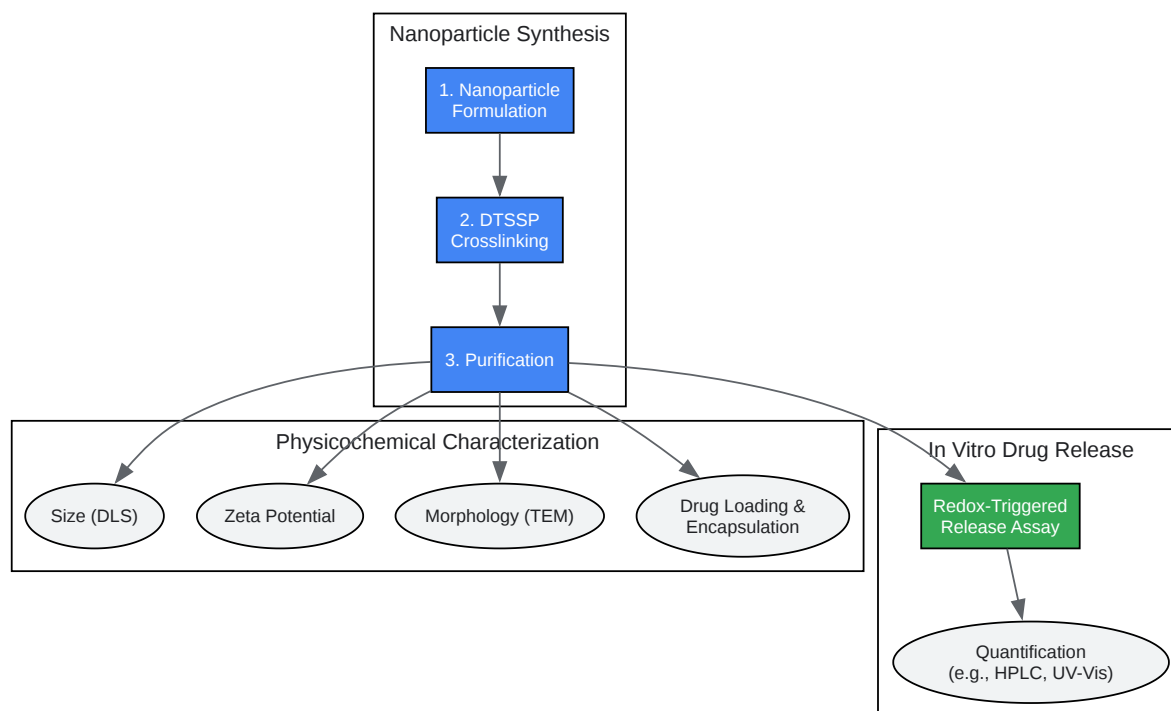 Nanoparticle Synthesis
1. Nanoparticle
Formulation
2. DTSSP
Crosslinking
3. Purification
Physicochemical Characterization
Size (DLS)
Zeta Potential
Morphology (TEM)
Drug Loading &
Encapsulation
In Vitro Drug Release
Redox-Triggered
Release Assay
Quantification
(e.g., HPLC, UV-Vis)